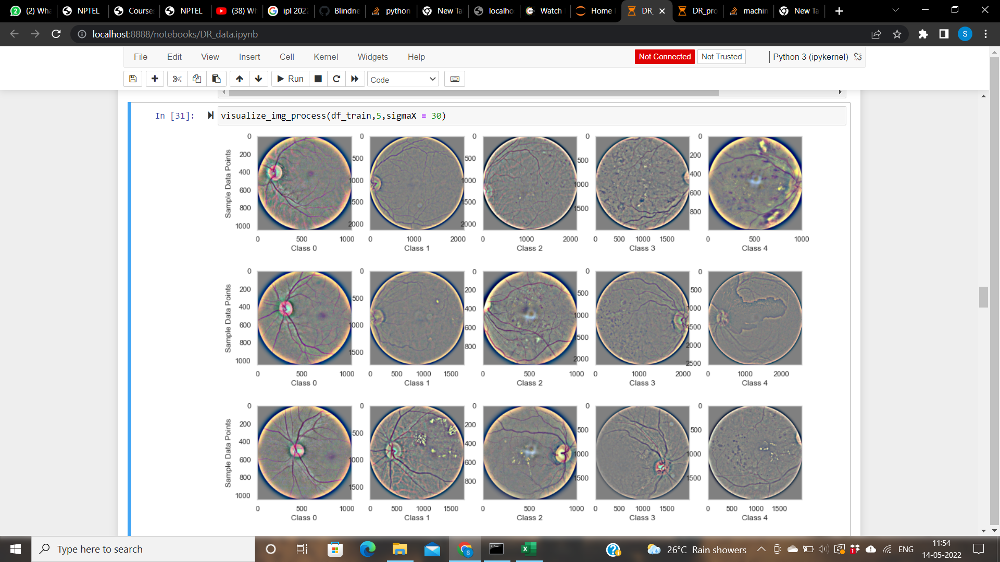 (2) Wha NPTEL Course NPTEL (38) Wh ipl 202 Blindne python New Ta localho Watch Home DR_ DR_pro machin New Ta
localhost:8888/notebooks/DR_data.ipynb S
File Edit View Insert Cell Kernel Widgets Help Not Connected Not Trusted Python 3 (ipykernel)
Run Code
In [31]: visualize_img_process(df_train,5,sigmaX = 30)
Sample Data Points
0 200 400 600 800 1000
0 500 1000
Class 0
0 500 1000 1500 2000
0 1000 2000
Class 1
0 500 1000 1500 2000
0 1000 2000
Class 2
0 500 1000 1500
0 500 1000 1500
Class 3
0 200 400 600 800
0 500 1000
Class 4
Sample Data Points
0 200 400 600 800 1000
0 500 1000
Class 0
0 500 1000 1500
0 500 1000 1500
Class 1
0 200 400 600 800
0 500 1000
Class 2
0 500 1000 1500 2000
0 1000 2000
Class 3
0 500 1000 1500 2000 2500
0 1000 2000
Class 4
Sample Data Points
0 200 400 600 800 1000
0 500 1000
Class 0
0 500 1000 1500
0 500 1000 1500
Class 1
0 200 400 600 800
0 500 1000
Class 2
0 500 1000 1500
0 500 1000 1500
Class 3
0 500 1000 1500
0 500 1000 1500
Class 4
Type here to search 26°C Rain showers ENG 11:54
14-05-2022